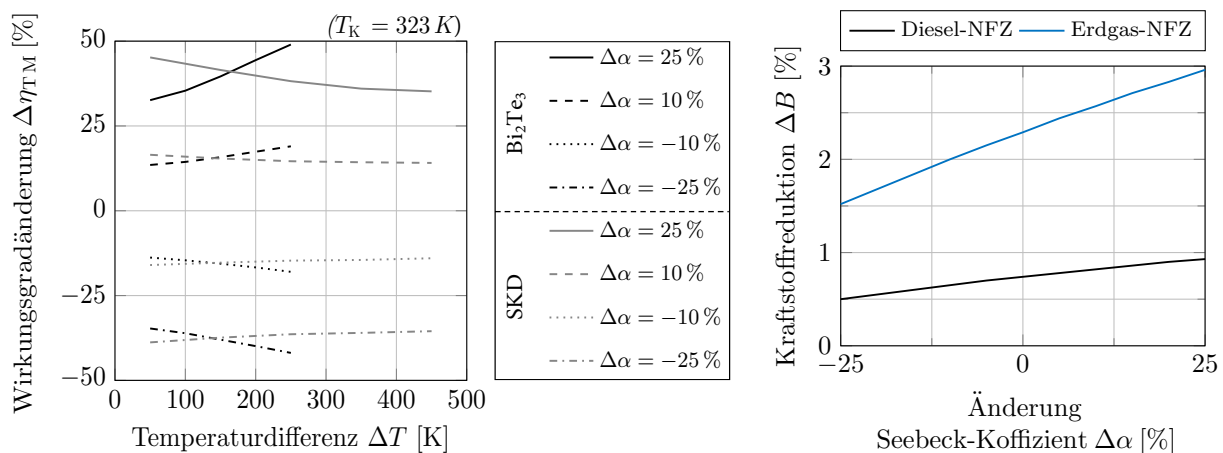 (T_K = 323 K)
Wirkungsgradänderung Δη_TM [%]
50
25
0
−25
−50
0 100 200 300 400 500
Temperaturdifferenz ΔT [K]
Bi₂Te₃
Δα = 25 %
Δα = 10 %
Δα = −10 %
Δα = −25 %
SKD
Δα = 25 %
Δα = 10 %
Δα = −10 %
Δα = −25 %
Diesel-NFZ Erdgas-NFZ
Kraftstoffreduktion ΔB [%]
3
2
1
0
−25 0 25
Änderung
Seebeck-Koffizient Δα [%]